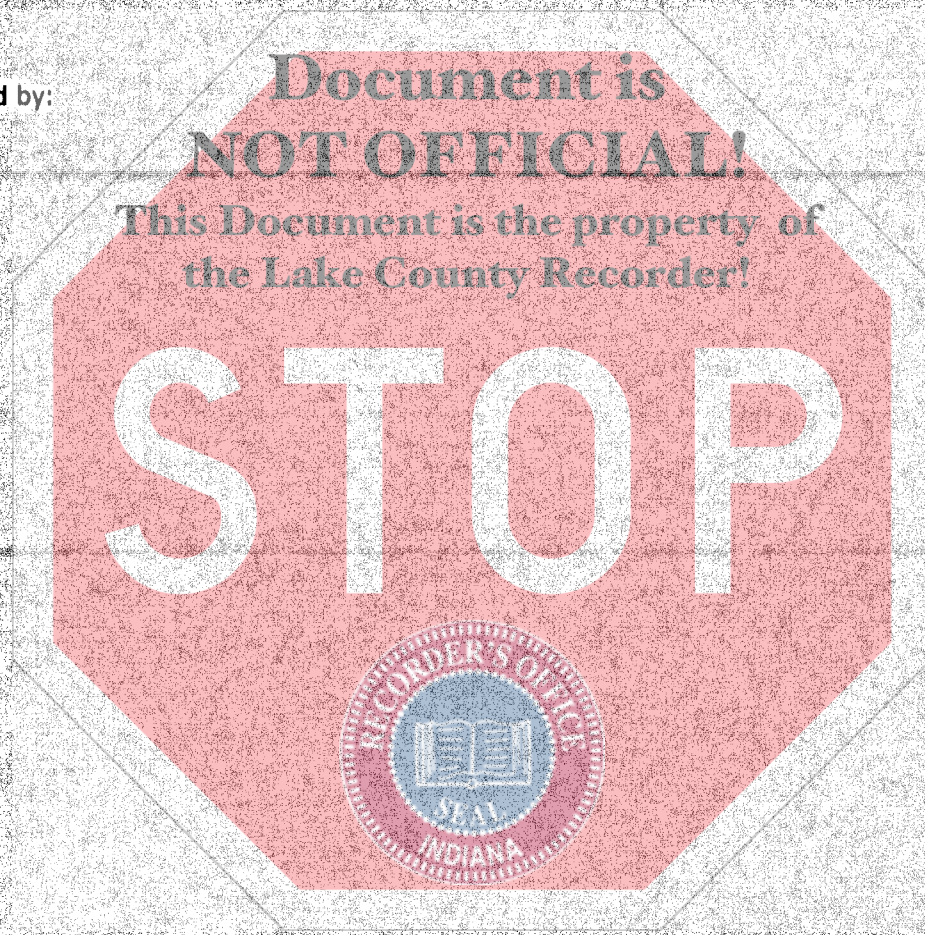 Document is
d by:
NOT OFFICIAL!
This Document is the property of
the Lake County Recorder!
STOP
RECORDER'S OFFICE
SEAL
INDIANA